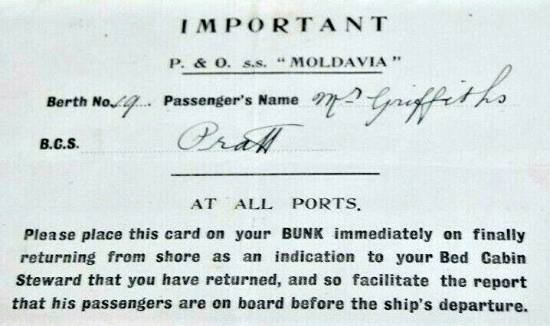 IMPORTANT
P. & O. s.s. "MOLDAVIA"
Berth No. 19. Passenger's Name Mrs Griffiths
B.C.S. Pratt
AT ALL PORTS.
Please place this card on your BUNK immediately on finally
returning from shore as an indication to your Bed Cabin
Steward that you have returned, and so facilitate the report
that his passengers are on board before the ship's departure.